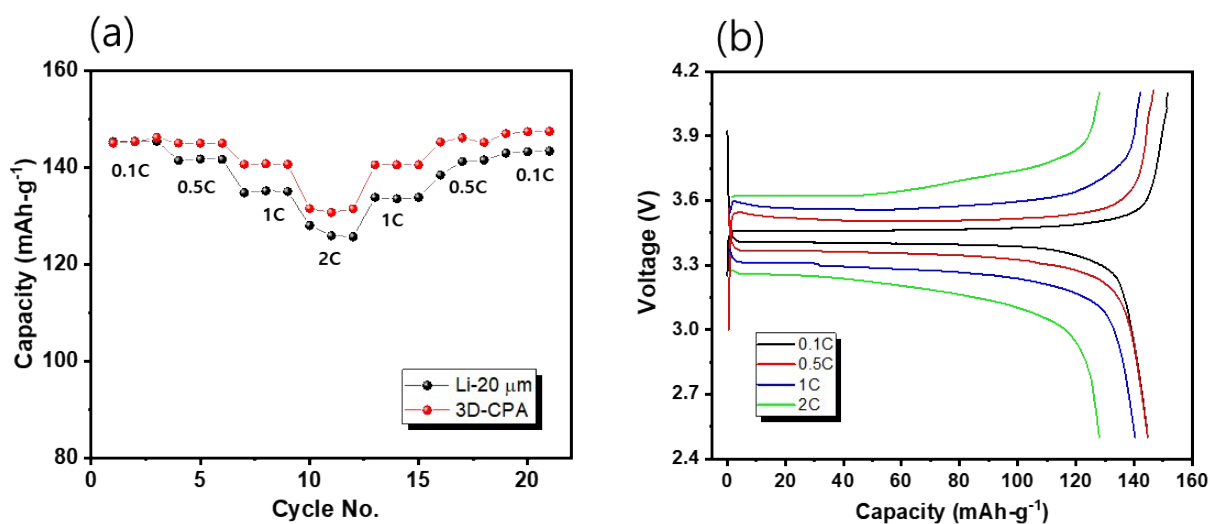 (a)
160
140
120
100
80
0
5
10
15
20
Capacity (mAh-g⁻¹)
Cycle No.
0.1C
0.5C
1C
2C
1C
0.5C
0.1C
Li-20 μm
3D-CPA
(b)
4.2
3.9
3.6
3.3
3.0
2.7
2.4
0
20
40
60
80
100
120
140
160
Voltage (V)
Capacity (mAh-g⁻¹)
0.1C
0.5C
1C
2C